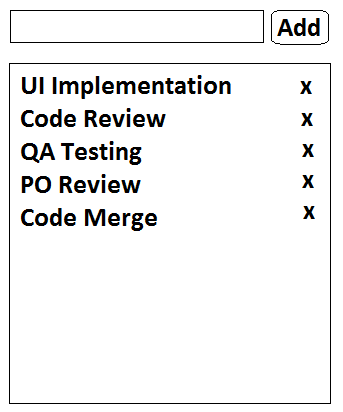 Add
UI Implementation x
Code Review x
QA Testing x
PO Review x
Code Merge x